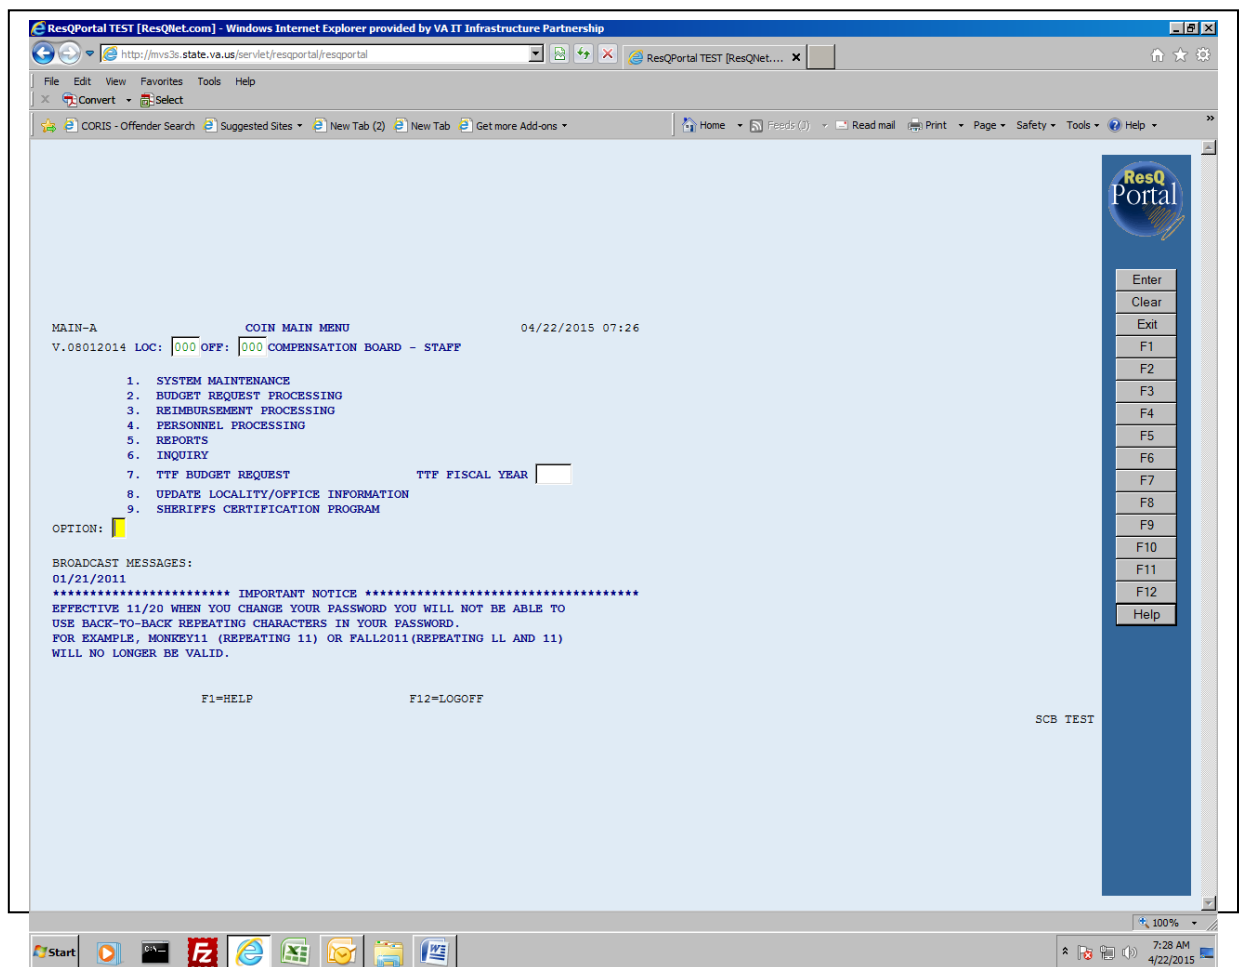 ResQPortal TEST [ResQNet.com] - Windows Internet Explorer provided by VA IT Infrastructure Partnership
http://mvs3s.state.va.us/servlet/resqportal/resqportal
ResQPortal TEST [ResQNet.... X
File Edit View Favorites Tools Help
X Convert Select
CORIS - Offender Search Suggested Sites New Tab (2) New Tab Get more Add-ons Home Feeds (J) Read mail Print Page Safety Tools Help »
ResQ
Portal
Enter
Clear
Exit
F1
F2
F3
F4
F5
F6
F7
F8
F9
F10
F11
F12
Help
MAIN-A COIN MAIN MENU 04/22/2015 07:26
V.08012014 LOC: 000 OFF: 000 COMPENSATION BOARD - STAFF
1. SYSTEM MAINTENANCE
2. BUDGET REQUEST PROCESSING
3. REIMBURSEMENT PROCESSING
4. PERSONNEL PROCESSING
5. REPORTS
6. INQUIRY
7. TTF BUDGET REQUEST TTF FISCAL YEAR
8. UPDATE LOCALITY/OFFICE INFORMATION
9. SHERIFFS CERTIFICATION PROGRAM
OPTION:
BROADCAST MESSAGES:
01/21/2011
************************ IMPORTANT NOTICE *************************************
EFFECTIVE 11/20 WHEN YOU CHANGE YOUR PASSWORD YOU WILL NOT BE ABLE TO
USE BACK-TO-BACK REPEATING CHARACTERS IN YOUR PASSWORD.
FOR EXAMPLE, MONKEY11 (REPEATING 11) OR FALL2011(REPEATING LL AND 11)
WILL NO LONGER BE VALID.
F1=HELP F12=LOGOFF
SCB TEST
100%
Start 7:28 AM
4/22/2015